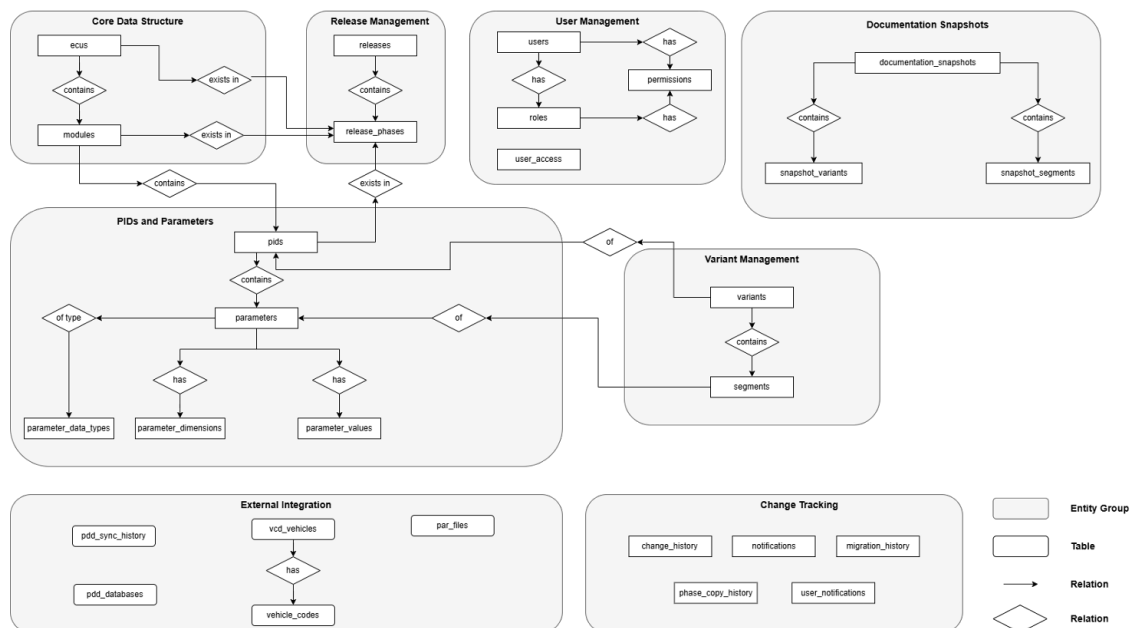 Core Data Structure
ecus
contains
exists in
modules
exists in
contains
Release Management
releases
contains
release_phases
exists in
User Management
users
has
has
permissions
roles
has
user_access
Documentation Snapshots
documentation_snapshots
contains
contains
snapshot_variants
snapshot_segments
PIDs and Parameters
pids
contains
of type
parameters
of
has
has
parameter_data_types
parameter_dimensions
parameter_values
of
Variant Management
variants
contains
segments
External Integration
pdd_sync_history
vcd_vehicles
par_files
has
pdd_databases
vehicle_codes
Change Tracking
change_history
notifications
migration_history
phase_copy_history
user_notifications
Entity Group
Table
Relation
Relation